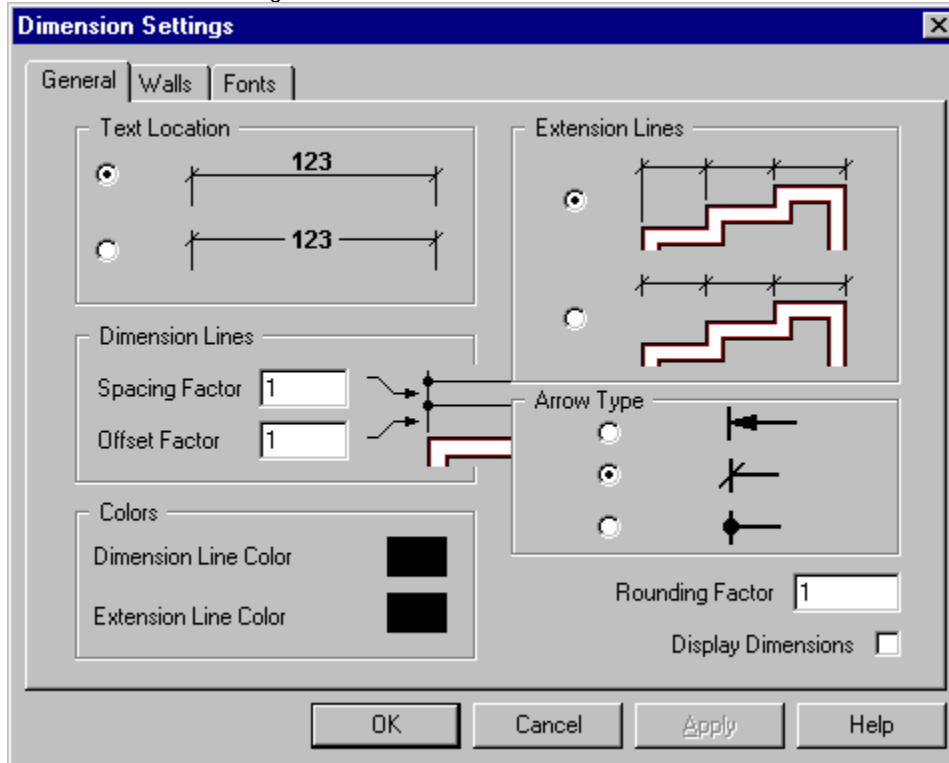 Dimension Settings
General
Walls
Fonts
Text Location
123
123
Dimension Lines
Spacing Factor 1
Offset Factor 1
Colors
Dimension Line Color
Extension Line Color
Extension Lines
Arrow Type
Rounding Factor 1
Display Dimensions
OK
Cancel
Apply
Help